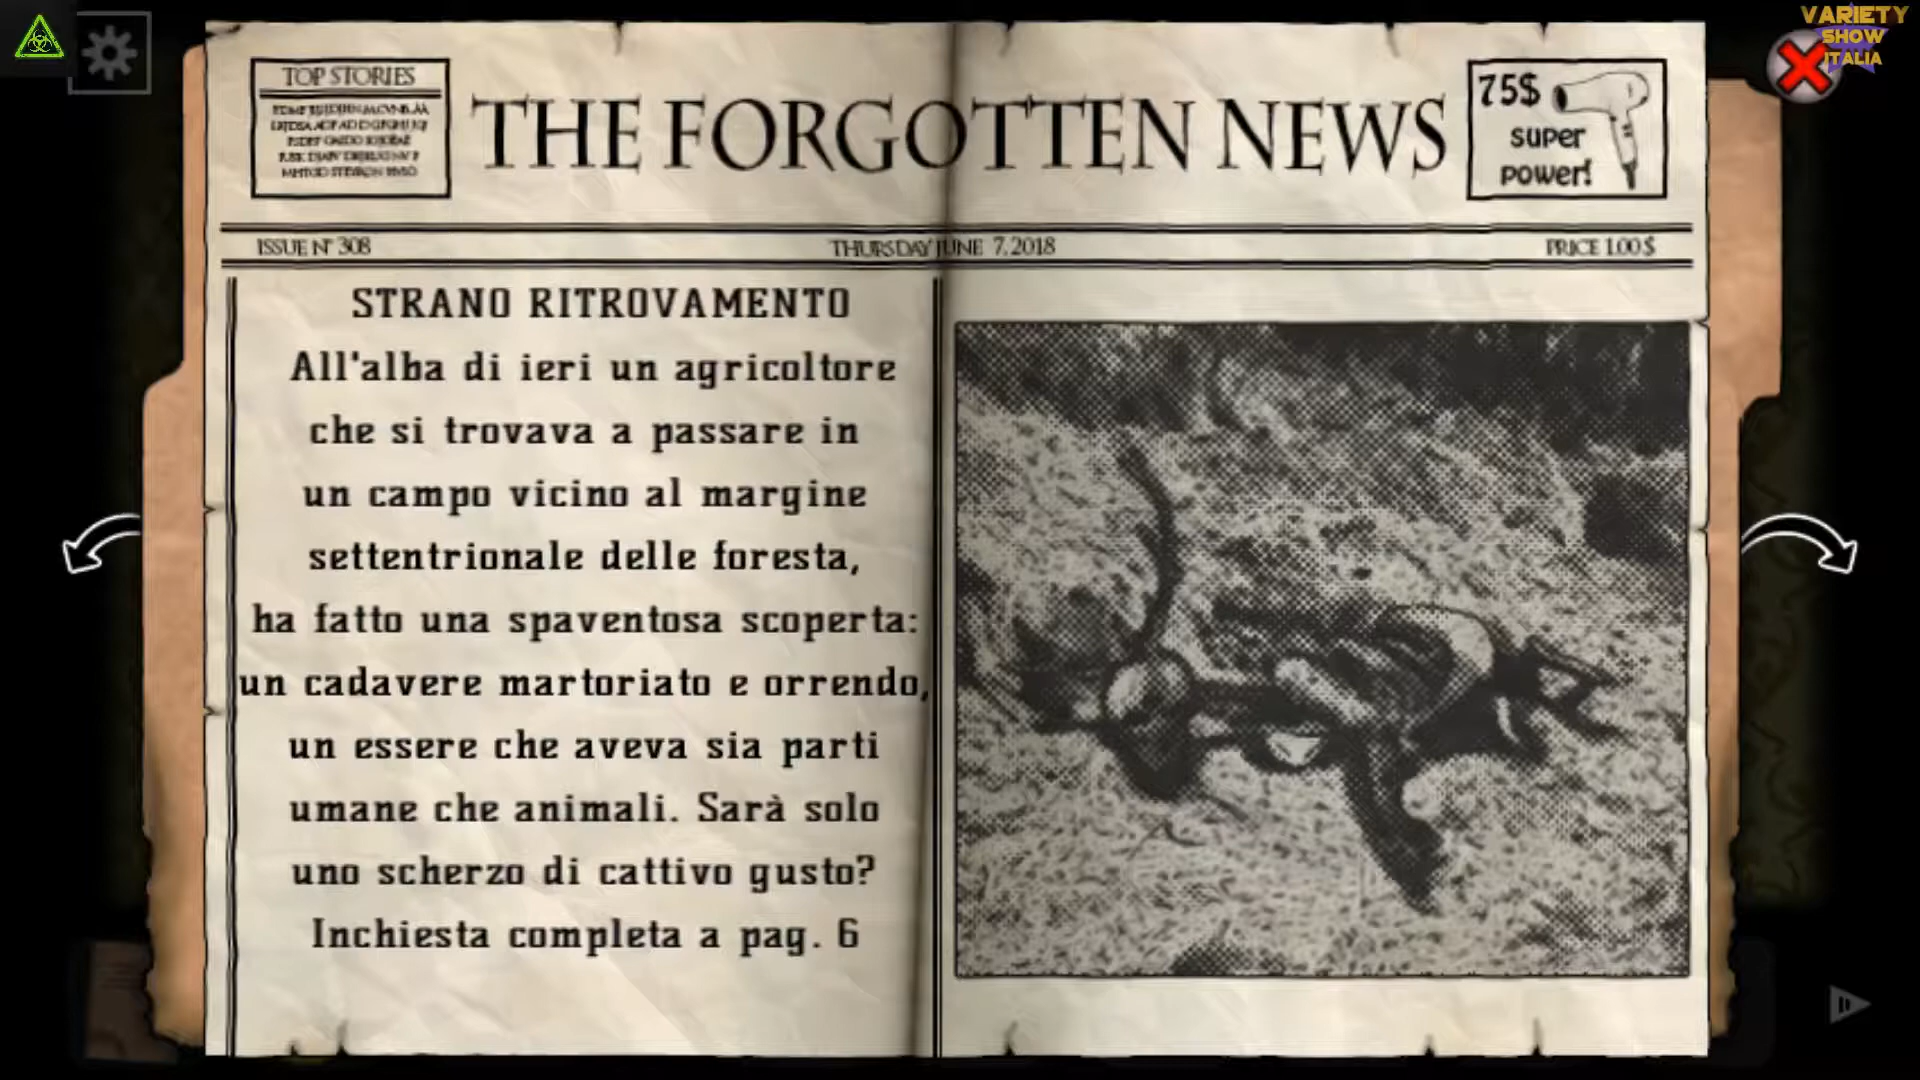 VARIETY
SHOW
ITALIA
TOP STORIES
THE FORGOTTEN NEWS
75$
super
power!
ISSUE N° 308
THURSDAY JUNE 7, 2018
PRICE 1.00 $
STRANO RITROVAMENTO
All'alba di ieri un agricoltore
che si trovava a passare in
un campo vicino al margine
settentrionale delle foresta,
ha fatto una spaventosa scoperta:
un cadavere martoriato e orrendo,
un essere che aveva sia parti
umane che animali. Sarà solo
uno scherzo di cattivo gusto?
Inchiesta completa a pag. 6